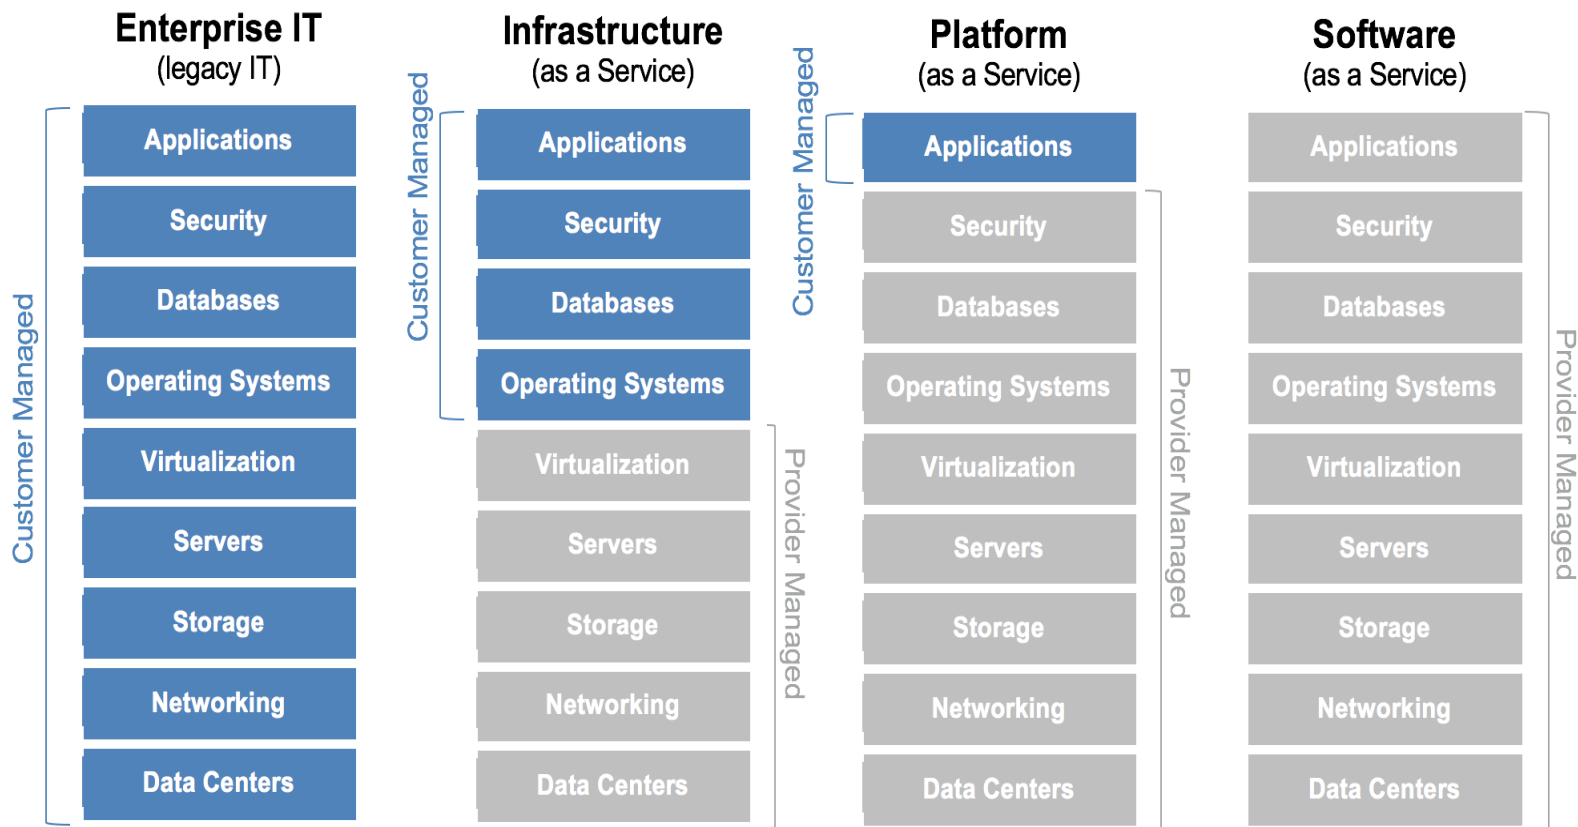 Enterprise IT
(legacy IT)
Customer Managed
Applications
Security
Databases
Operating Systems
Virtualization
Servers
Storage
Networking
Data Centers
Infrastructure
(as a Service)
Customer Managed
Applications
Security
Databases
Operating Systems
Virtualization
Servers
Storage
Networking
Data Centers
Provider Managed
Platform
(as a Service)
Customer Managed
Applications
Security
Databases
Operating Systems
Virtualization
Servers
Storage
Networking
Data Centers
Provider Managed
Software
(as a Service)
Applications
Security
Databases
Operating Systems
Virtualization
Servers
Storage
Networking
Data Centers
Provider Managed